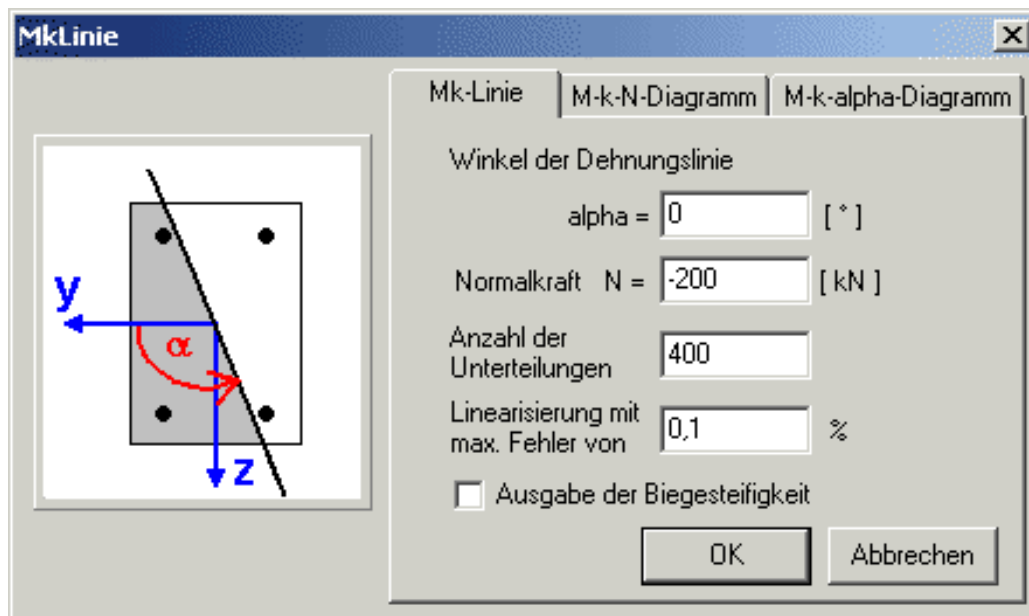 MkLinie
Mk-Linie M-k-N-Diagramm M-k-alpha-Diagramm
Winkel der Dehnungslinie
alpha = 0 [ ° ]
Normalkraft N = -200 [ kN ]
Anzahl der
Unterteilungen 400
Linearisierung mit
max. Fehler von 0,1 %
Ausgabe der Biegesteifigkeit
OK Abbrechen
y
α
z